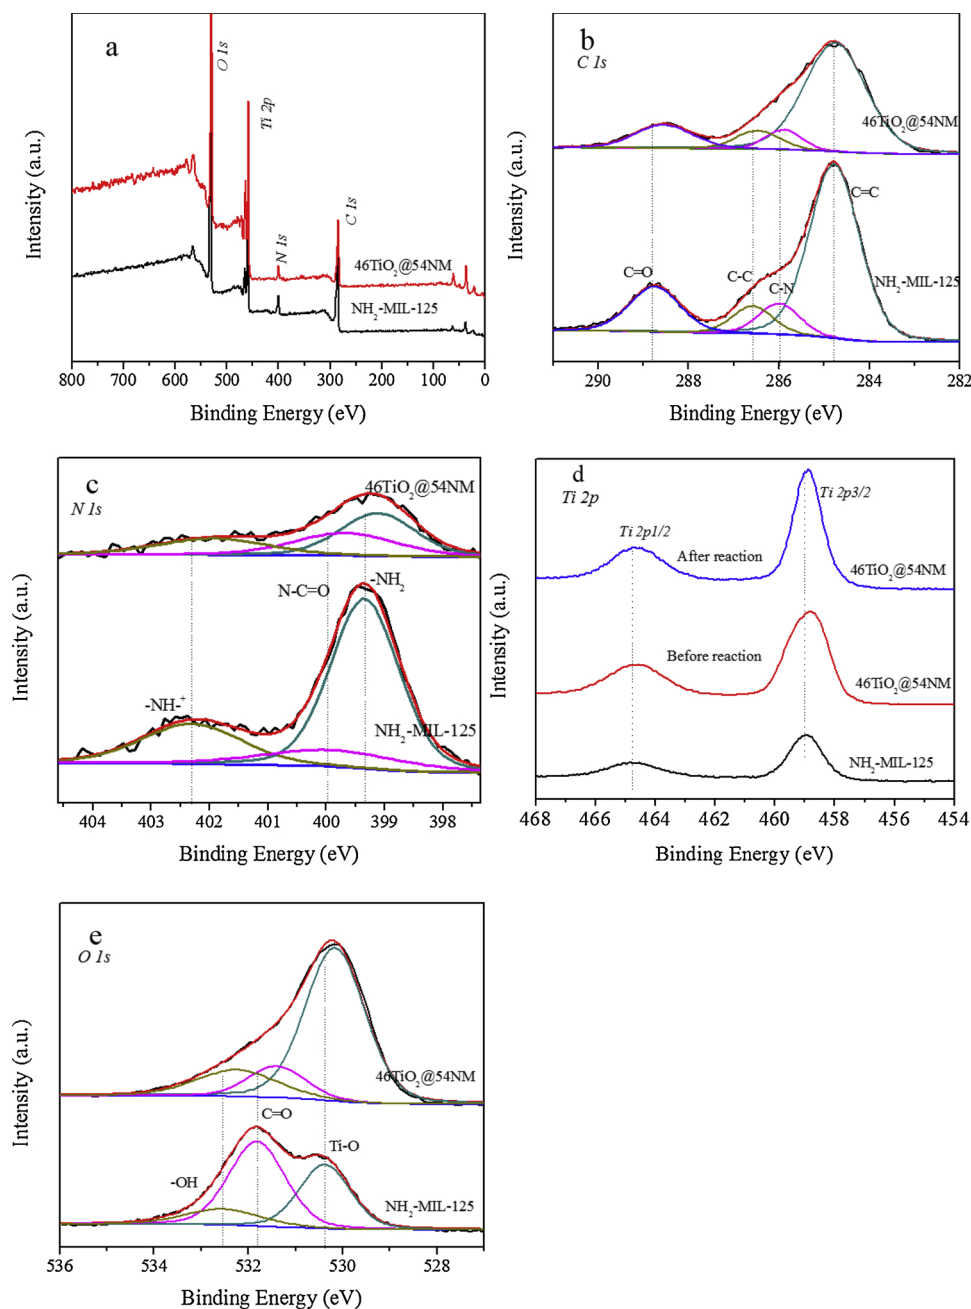 a
O 1s
Ti 2p
N 1s
C 1s
46TiO₂@54NM
NH₂-MIL-125
Intensity (a.u.)
800 700 600 500 400 300 200 100 0
Binding Energy (eV)
b
C 1s
46TiO₂@54NM
C=C
C=O
C-C
C-N
NH₂-MIL-125
Intensity (a.u.)
290 288 286 284 282
Binding Energy (eV)
c
N 1s
46TiO₂@54NM
N-C=O
-NH₂
-NH-⁺
NH₂-MIL-125
Intensity (a.u.)
404 403 402 401 400 399 398
Binding Energy (eV)
d
Ti 2p
Ti 2p3/2
Ti 2p1/2
After reaction
46TiO₂@54NM
Before reaction
46TiO₂@54NM
NH₂-MIL-125
Intensity (a.u.)
468 466 464 462 460 458 456 454
Binding Energy (eV)
e
O 1s
46TiO₂@54NM
C=O
Ti-O
-OH
NH₂-MIL-125
Intensity (a.u.)
536 534 532 530 528
Binding Energy (eV)